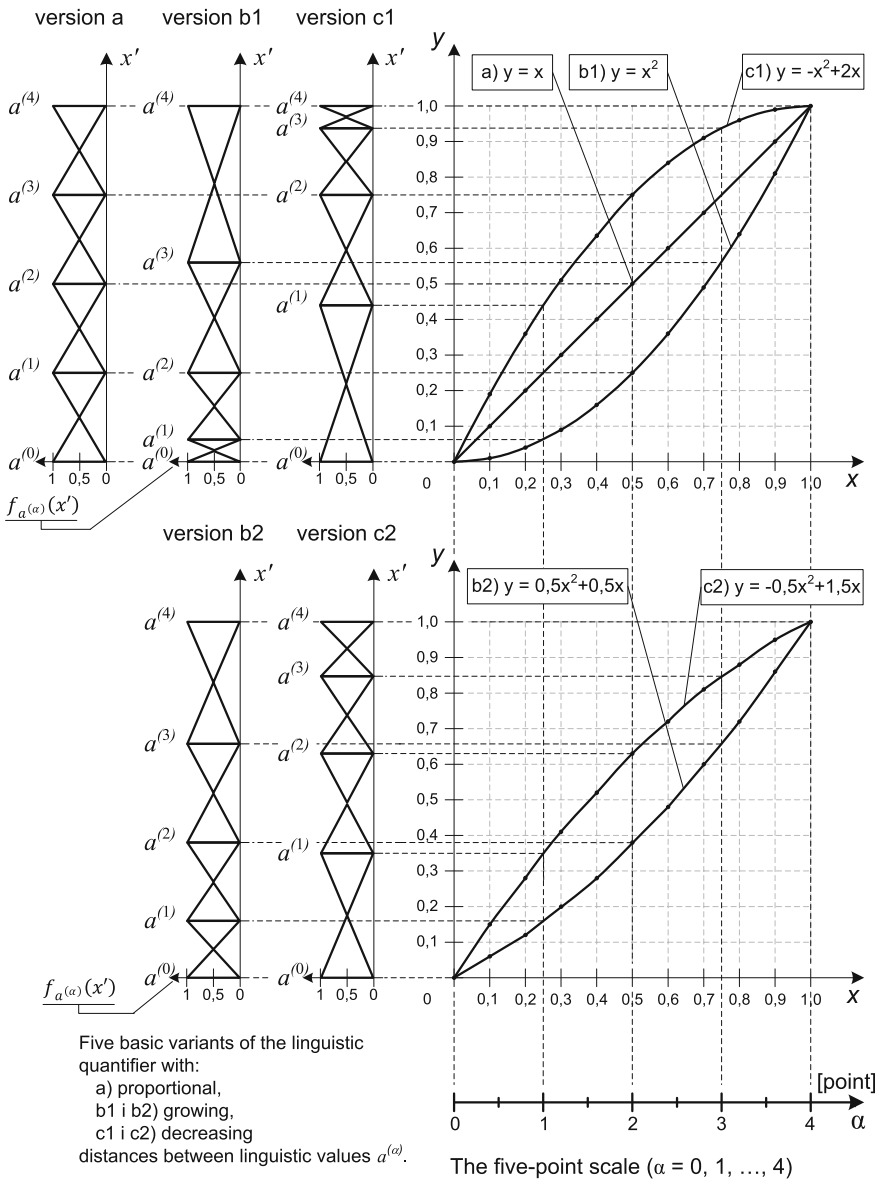 version a
version b1
version c1
x′
x′
x′
y
a) y = x
b1) y = x²
c1) y = -x²+2x
a⁽⁴⁾
a⁽³⁾
a⁽²⁾
a⁽¹⁾
a⁽⁰⁾
1 0,5 0
a⁽⁴⁾
a⁽³⁾
a⁽²⁾
a⁽¹⁾
a⁽⁰⁾
1 0,5 0
a⁽⁴⁾
a⁽³⁾
a⁽²⁾
a⁽¹⁾
a⁽⁰⁾
1 0,5 0
1,0
0,9
0,8
0,7
0,6
0,5
0,4
0,3
0,2
0,1
0 0,1 0,2 0,3 0,4 0,5 0,6 0,7 0,8 0,9 1,0 x
f a⁽ᵅ⁾ (x′)
version b2
version c2
x′
x′
y
b2) y = 0,5x²+0,5x
c2) y = -0,5x²+1,5x
a⁽⁴⁾
a⁽³⁾
a⁽²⁾
a⁽¹⁾
a⁽⁰⁾
1 0,5 0
a⁽⁴⁾
a⁽³⁾
a⁽²⁾
a⁽¹⁾
a⁽⁰⁾
1 0,5 0
1,0
0,9
0,8
0,7
0,6
0,5
0,4
0,3
0,2
0,1
0 0,1 0,2 0,3 0,4 0,5 0,6 0,7 0,8 0,9 1,0 x
f a⁽ᵅ⁾ (x′)
Five basic variants of the linguistic
quantifier with:
a) proportional,
b1 i b2) growing,
c1 i c2) decreasing
distances between linguistic values a⁽ᵅ⁾.
[point]
0 1 2 3 4 α
The five-point scale (α = 0, 1, …, 4)